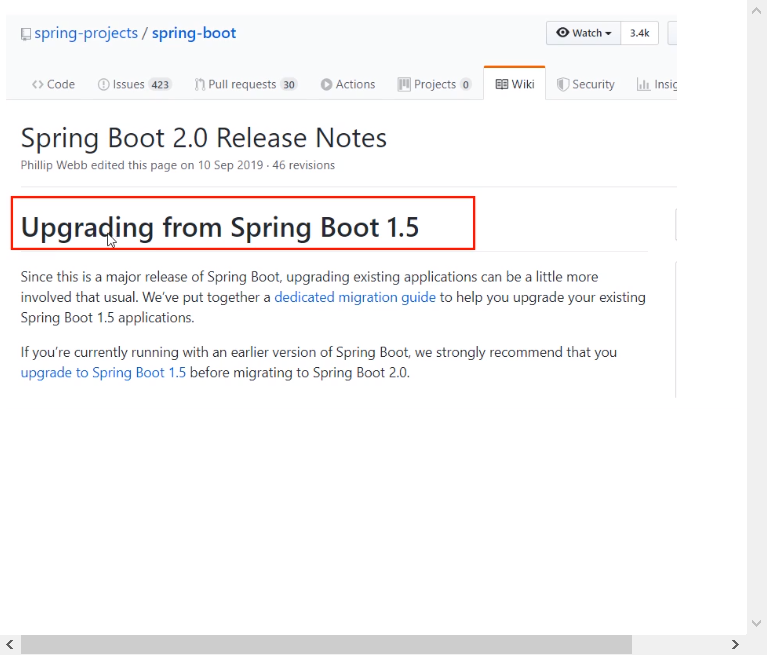 spring-projects / spring-boot
Watch 3.4k
Code Issues 423 Pull requests 30 Actions Projects 0 Wiki Security
Spring Boot 2.0 Release Notes
Phillip Webb edited this page on 10 Sep 2019 · 46 revisions
Upgrading from Spring Boot 1.5
Since this is a major release of Spring Boot, upgrading existing applications can be a little more
involved that usual. We’ve put together a dedicated migration guide to help you upgrade your existing
Spring Boot 1.5 applications.
If you’re currently running with an earlier version of Spring Boot, we strongly recommend that you
upgrade to Spring Boot 1.5 before migrating to Spring Boot 2.0.